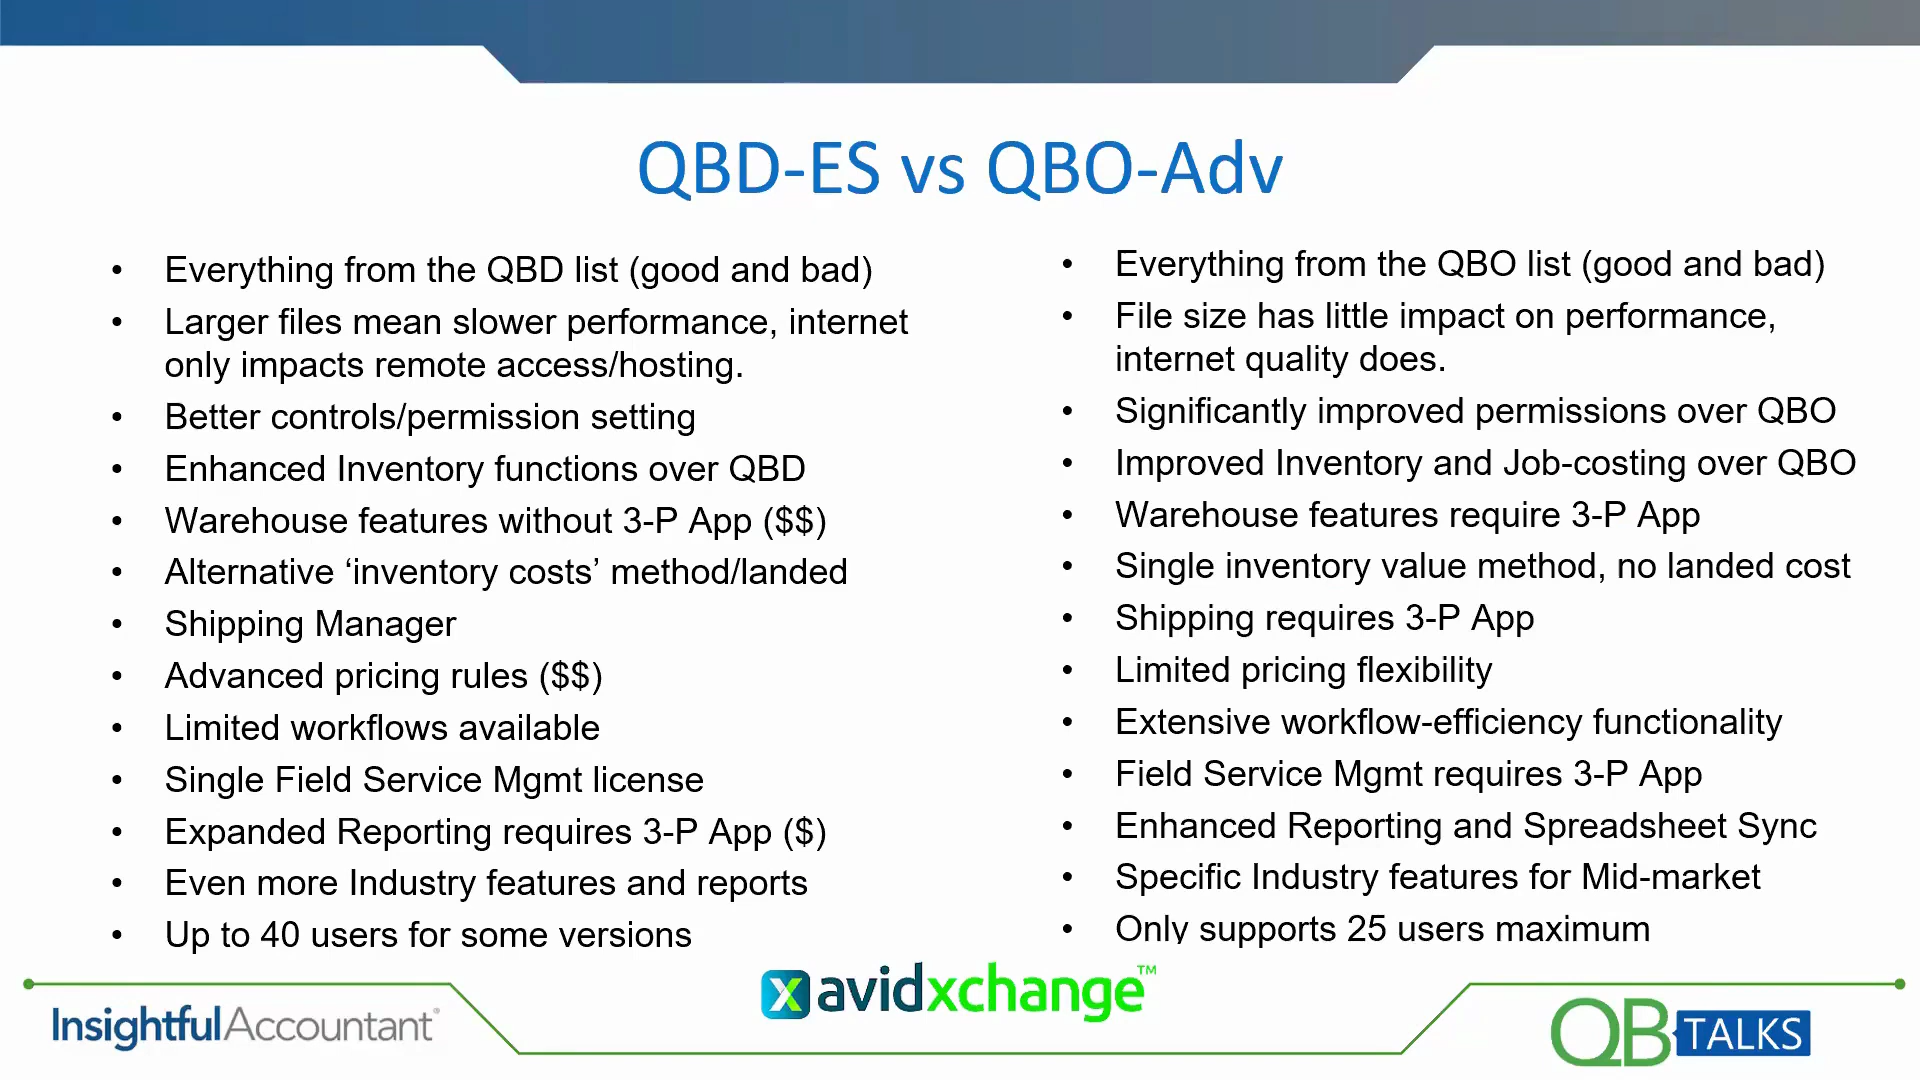 QBD-ES vs QBO-Adv
• Everything from the QBD list (good and bad)
• Larger files mean slower performance, internet
only impacts remote access/hosting.
• Better controls/permission setting
• Enhanced Inventory functions over QBD
• Warehouse features without 3-P App ($$)
• Alternative ‘inventory costs’ method/landed
• Shipping Manager
• Advanced pricing rules ($$)
• Limited workflows available
• Single Field Service Mgmt license
• Expanded Reporting requires 3-P App ($)
• Even more Industry features and reports
• Up to 40 users for some versions
• Everything from the QBO list (good and bad)
• File size has little impact on performance,
internet quality does.
• Significantly improved permissions over QBO
• Improved Inventory and Job-costing over QBO
• Warehouse features require 3-P App
• Single inventory value method, no landed cost
• Shipping requires 3-P App
• Limited pricing flexibility
• Extensive workflow-efficiency functionality
• Field Service Mgmt requires 3-P App
• Enhanced Reporting and Spreadsheet Sync
• Specific Industry features for Mid-market
• Only supports 25 users maximum
x avidxchange™
InsightfulAccountant®
QB TALKS